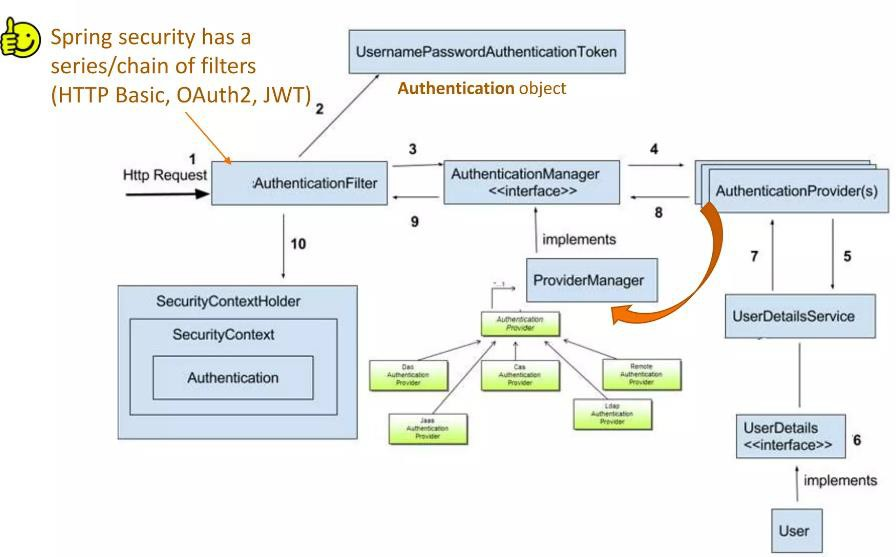 Spring security has a
series/chain of filters
(HTTP Basic, OAuth2, JWT)
UsernamePasswordAuthenticationToken
Authentication object
2
1
Http Request
:AuthenticationFilter
3
9
AuthenticationManager
<<interface>>
4
8
AuthenticationProvider(s)
10
implements
ProviderManager
7
5
SecurityContextHolder
SecurityContext
Authentication
Authentication
Provider
Dao
Authentication
Provider
Cas
Authentication
Provider
Remote
Authentication
Provider
Jaas
Authentication
Provider
Ldap
Authentication
Provider
UserDetailsService
UserDetails
<<interface>>
6
implements
User